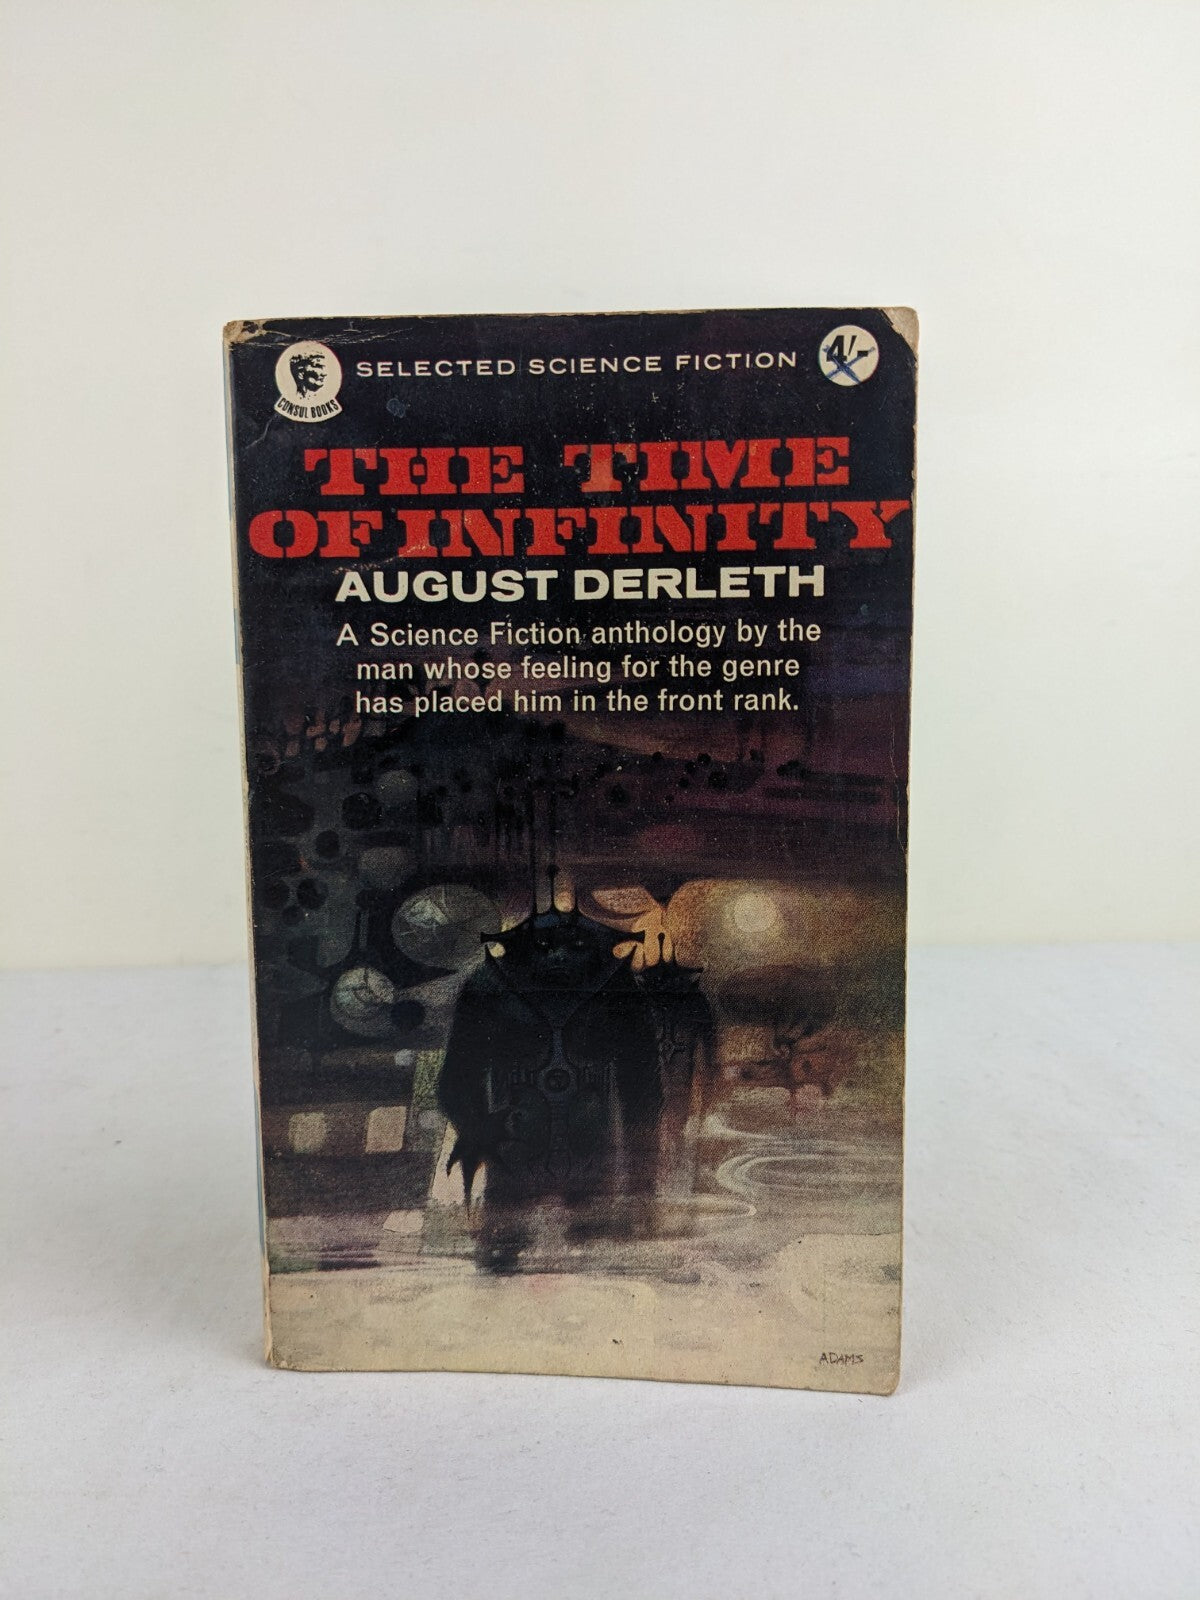 CONSUL BOOKS
SELECTED SCIENCE FICTION
4/-
THE TIME
OF INFINITY
AUGUST DERLETH
A Science Fiction anthology by the
man whose feeling for the genre
has placed him in the front rank.
ADAMS